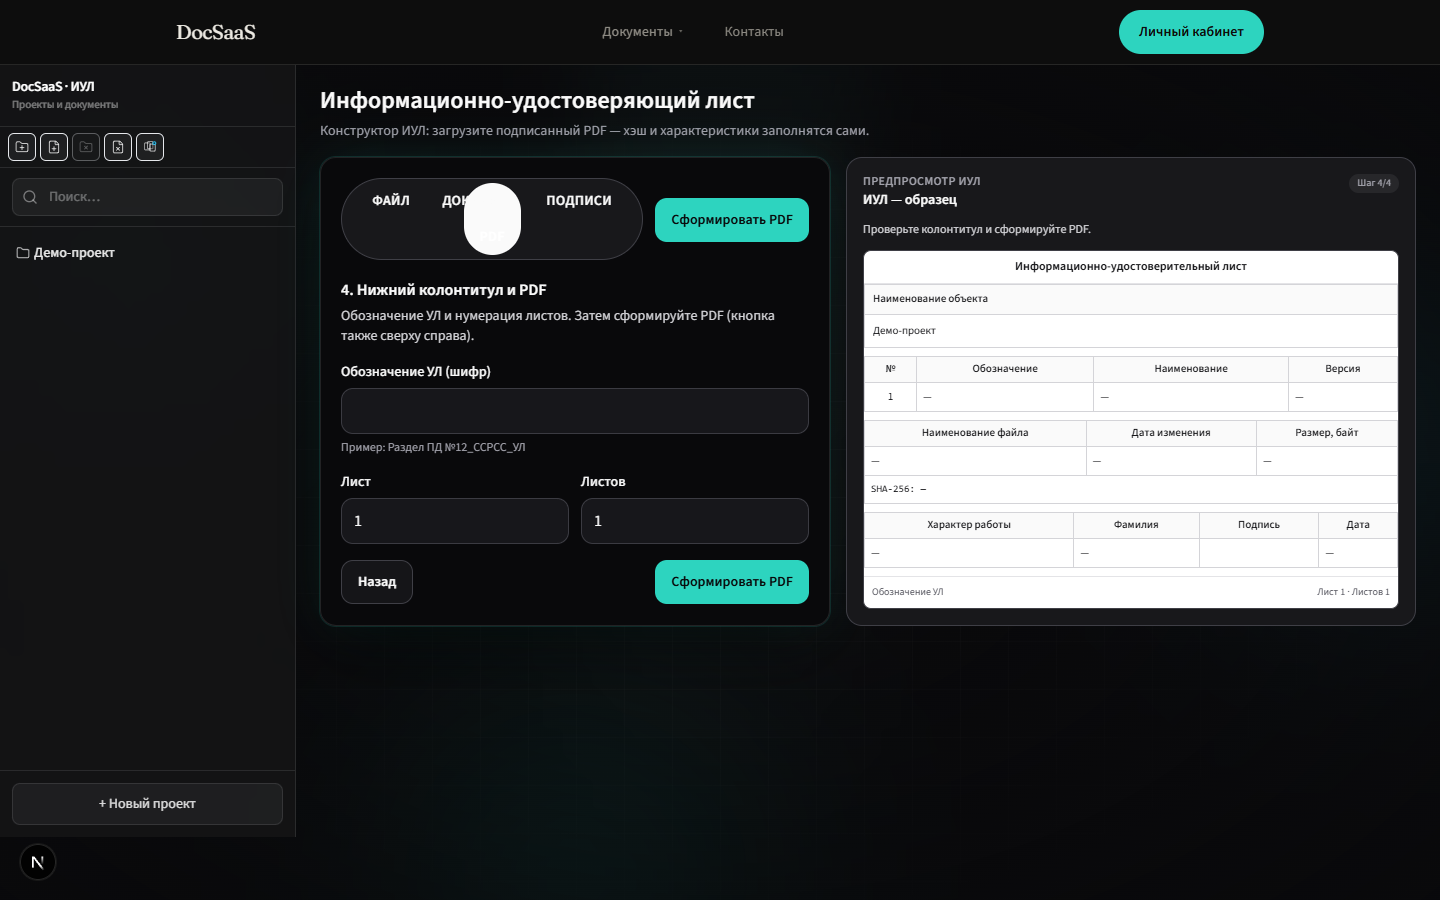 DocSaaS
Документы
Контакты
Личный кабинет
DocSaaS · ИУЛ
Проекты и документы
Поиск...
Демо-проект
+ Новый проект
Информационно-удостоверяющий лист
Конструктор ИУЛ: загрузите подписанный PDF — хэш и характеристики заполнятся сами.
ФАЙЛ
ПОДПИСИ
PDF
Сформировать PDF
4. Нижний колонтитул и PDF
Обозначение УЛ и нумерация листов. Затем сформируйте PDF (кнопка
также сверху справа).
Обозначение УЛ (шифр)
Пример: Раздел ПД №12_ССРСС_УЛ
Лист
Листов
1
1
Назад
Сформировать PDF
ПРЕДПРОСМОТР ИУЛ
Шаг 4/4
ИУЛ — образец
Проверьте колонтитул и сформируйте PDF.
Информационно-удостоверительный лист
Наименование объекта
Демо-проект
№ Обозначение Наименование Версия
1 — — —
Наименование файла Дата изменения Размер, байт
— — —
SHA-256: —
Характер работы Фамилия Подпись Дата
— — —
Обозначение УЛ
Лист 1 · Листов 1
N